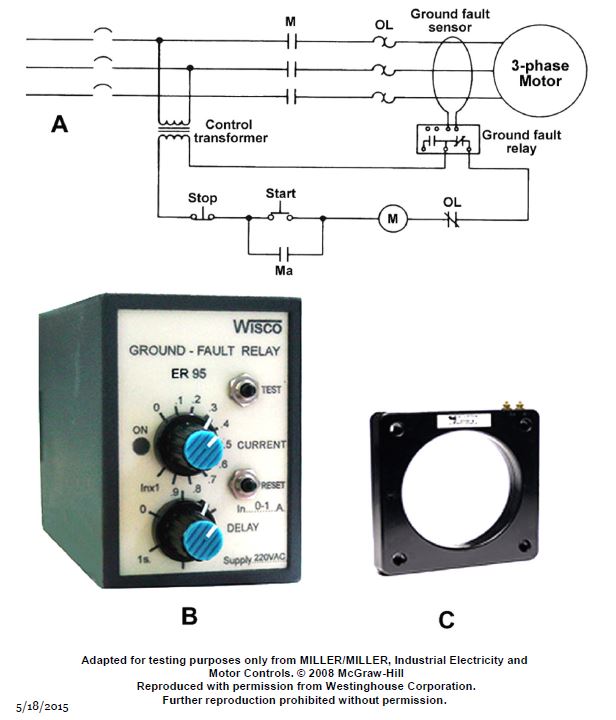 M
OL
Ground fault
sensor
3-phase
Motor
A
Control
transformer
Ground fault
relay
Stop
Start
M
OL
Ma
WISCO
GROUND - FAULT RELAY
ER 95
TEST
0 .1 .2 .3 .4 .5 .6 .7 .8 .9
ON
CURRENT
Inx1
RESET
In....0-1...A.
0
DELAY
1s.
Supply 220VAC
B
C
Adapted for testing purposes only from MILLER/MILLER, Industrial Electricity and
Motor Controls. © 2008 McGraw-Hill
Reproduced with permission from Westinghouse Corporation.
Further reproduction prohibited without permission.
5/18/2015